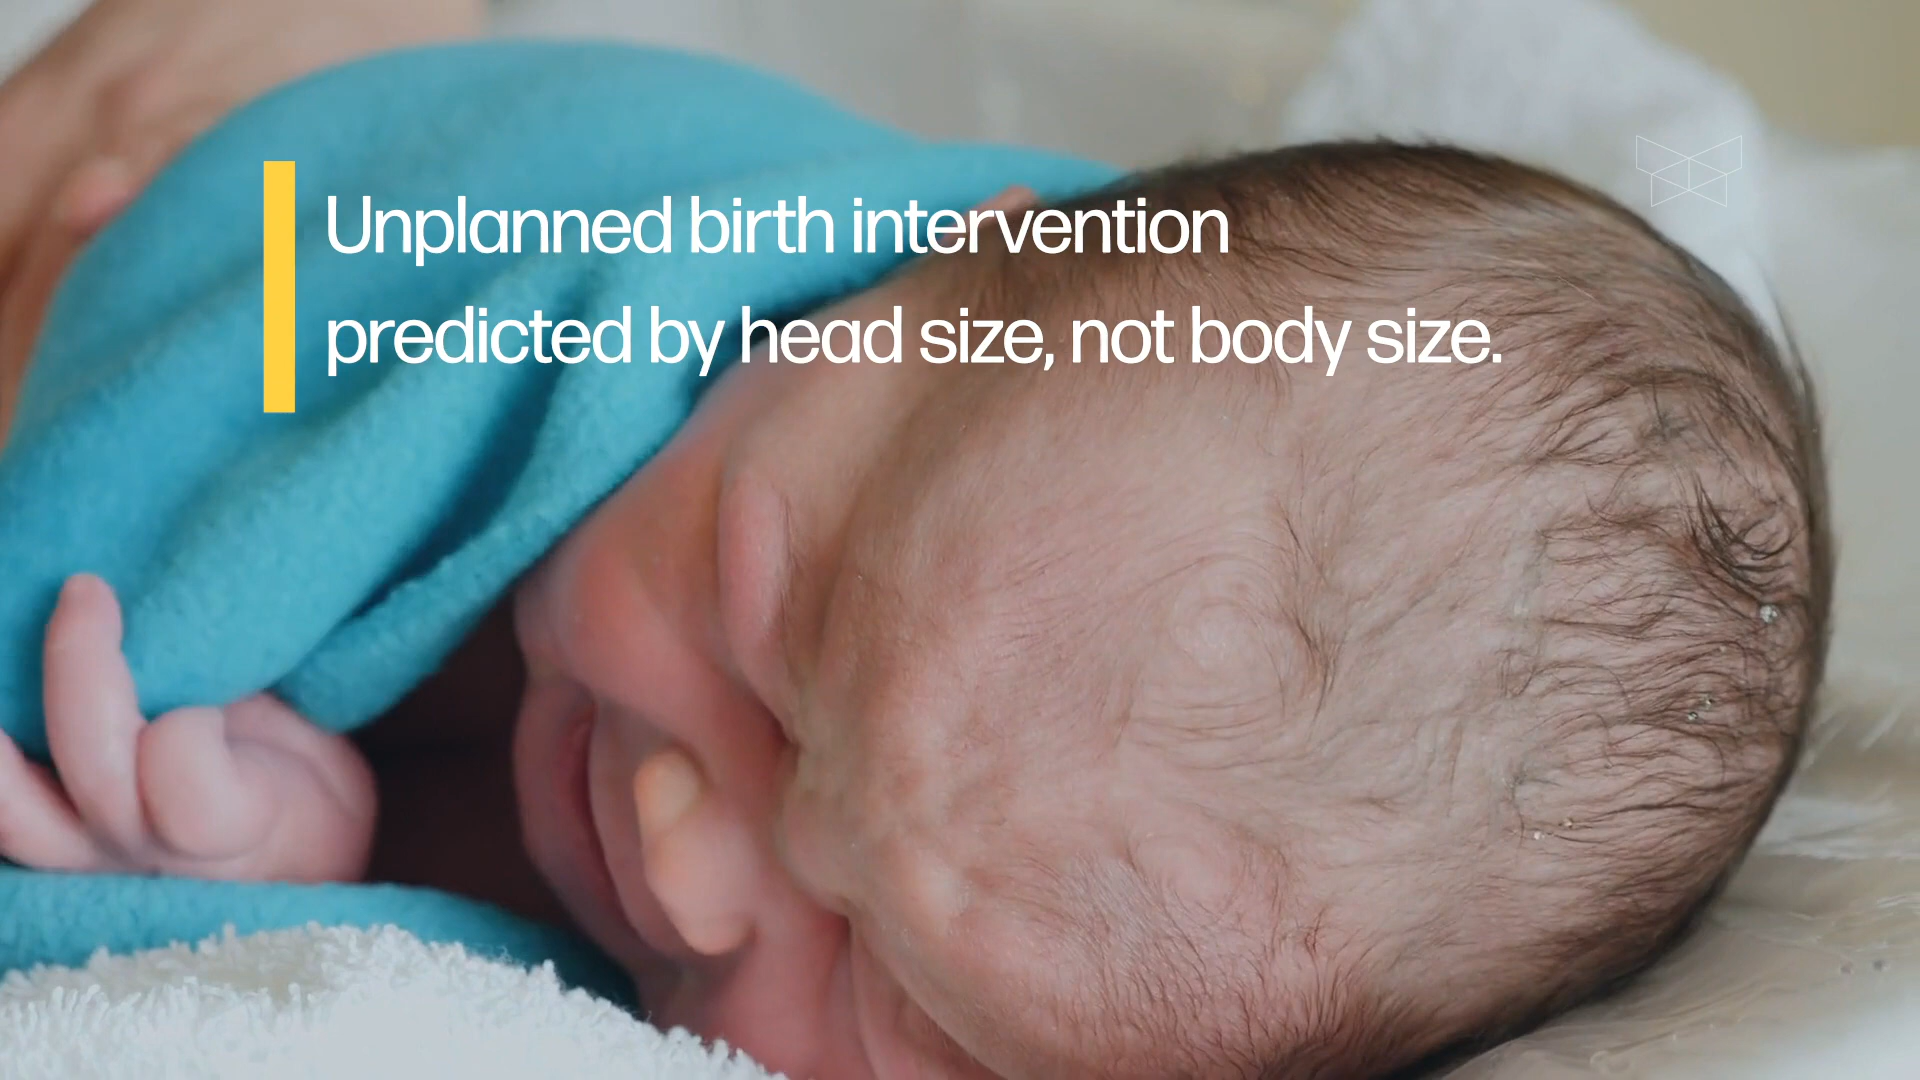 Unplanned birth intervention
predicted by head size, not body size.